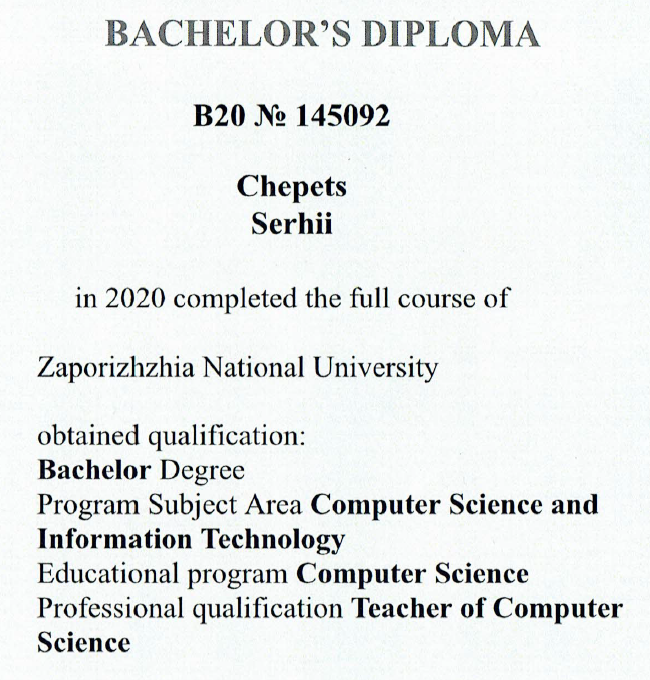 BACHELOR’S DIPLOMA
B20 № 145092
Chepets
Serhii
in 2020 completed the full course of
Zaporizhzhia National University
obtained qualification:
Bachelor Degree
Program Subject Area Computer Science and
Information Technology
Educational program Computer Science
Professional qualification Teacher of Computer
Science